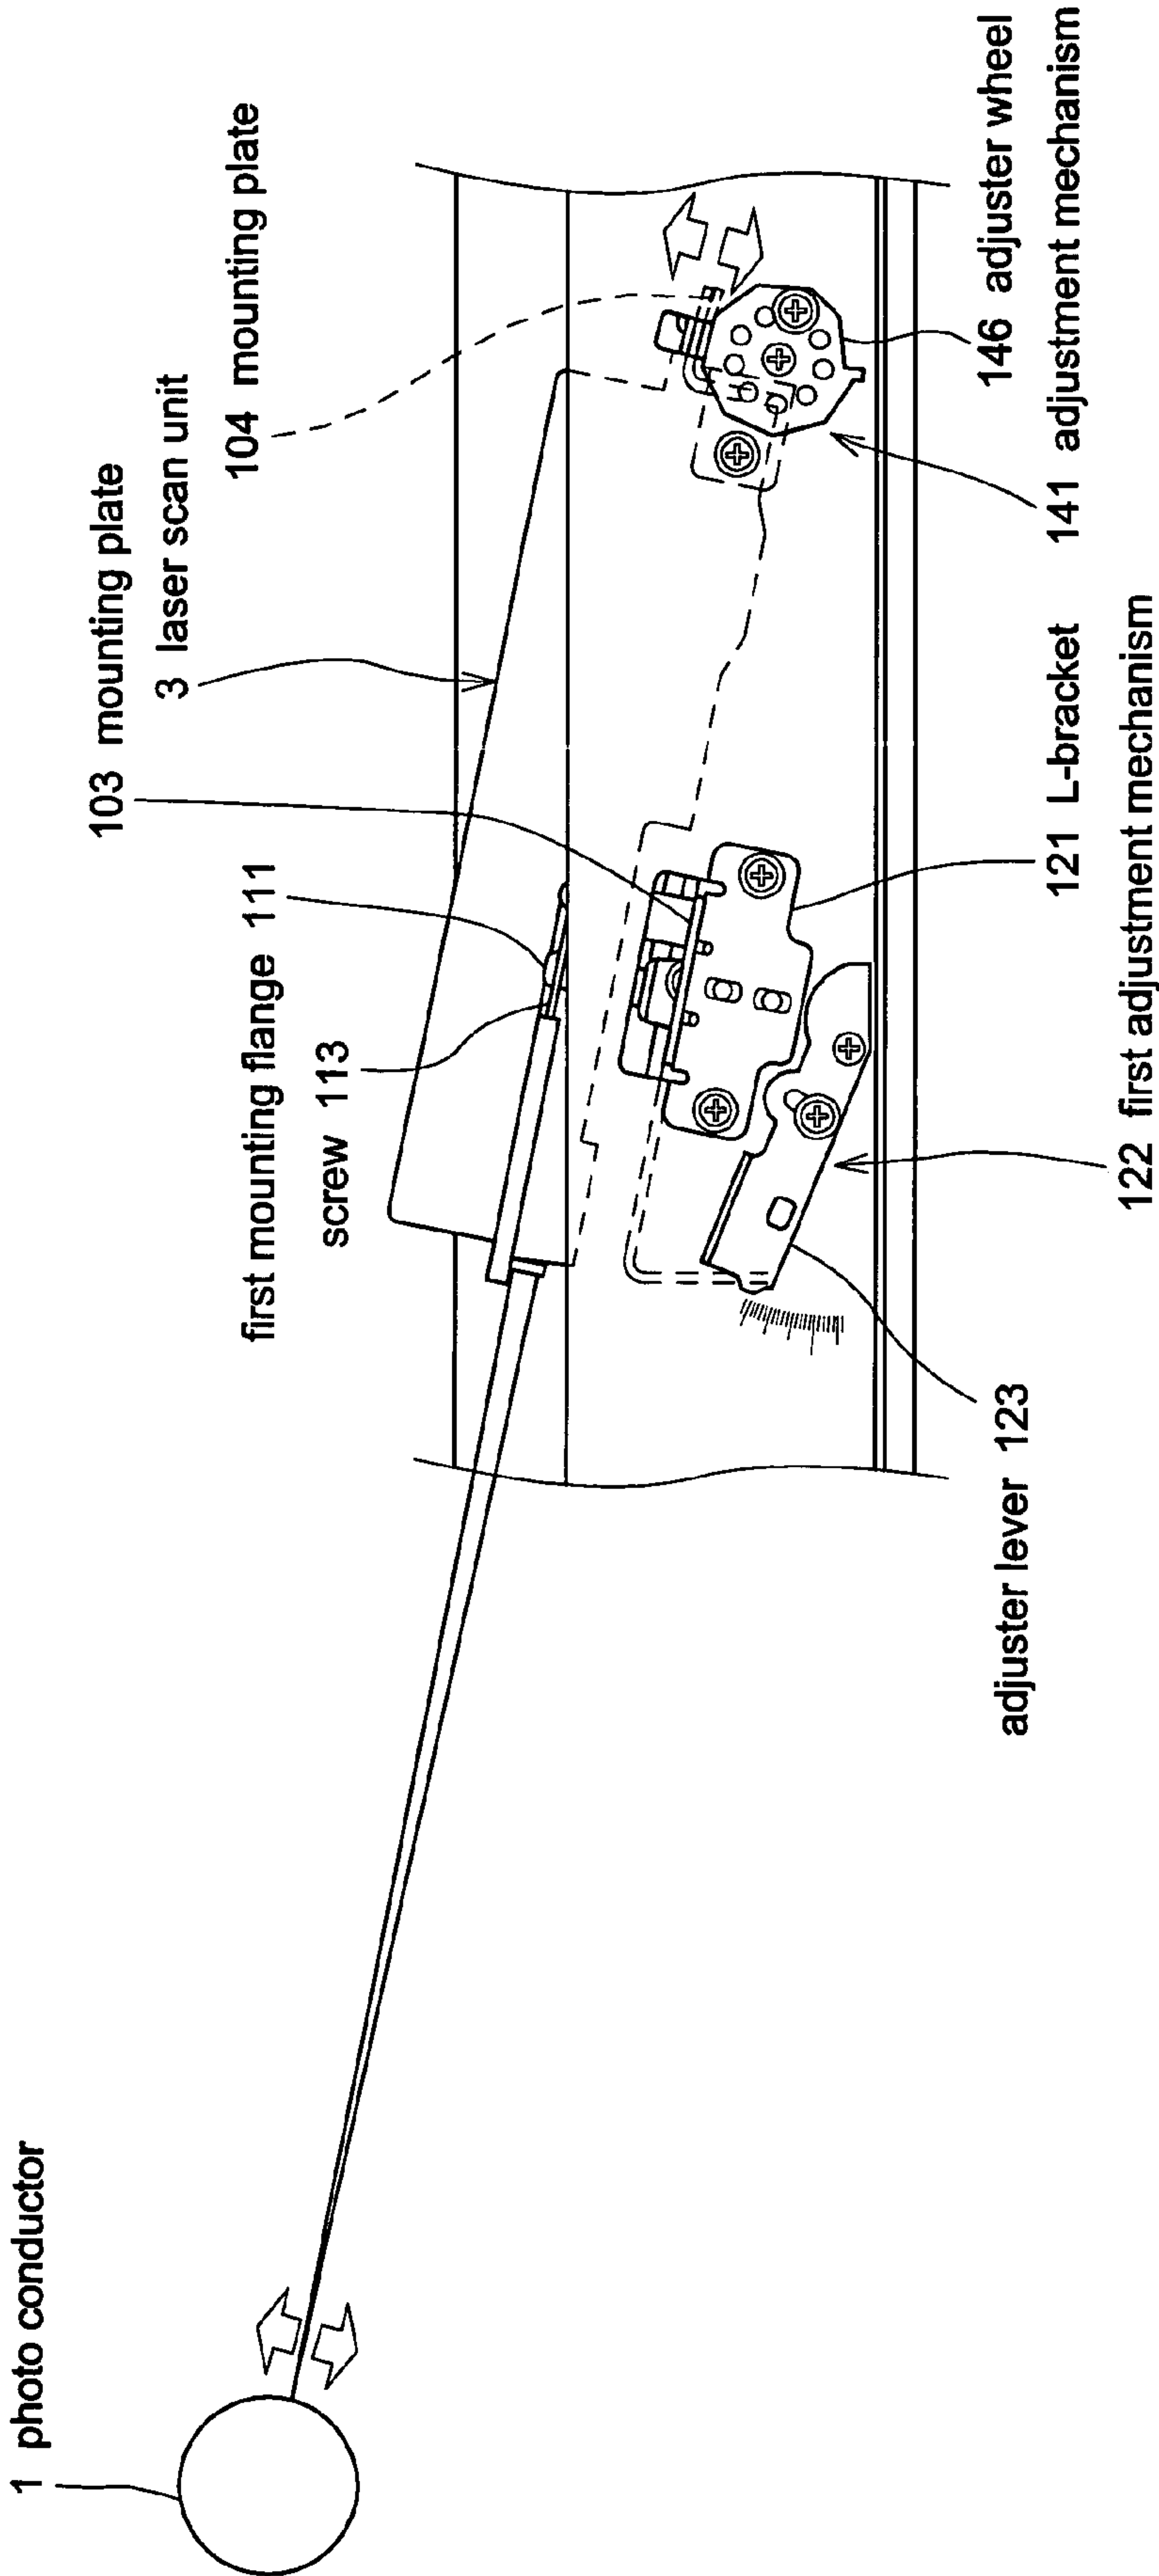 1 photo conductor
103 mounting plate
3 laser scan unit
104 mounting plate
first mounting flange 111
screw 113
adjuster lever 123
146 adjuster wheel
141 adjustment mechanism
121 L-bracket
122 first adjustment mechanism